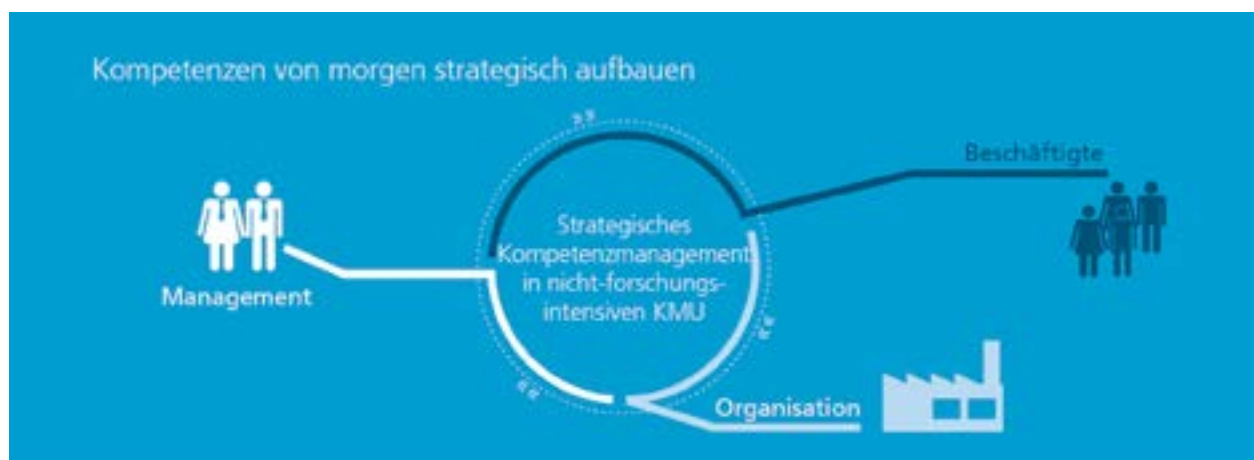 Kompetenzen von morgen strategisch aufbauen
Beschäftigte
Strategisches
Kompetenzmanagement
in nicht-forschungs-
intensiven KMU
Management
Organisation